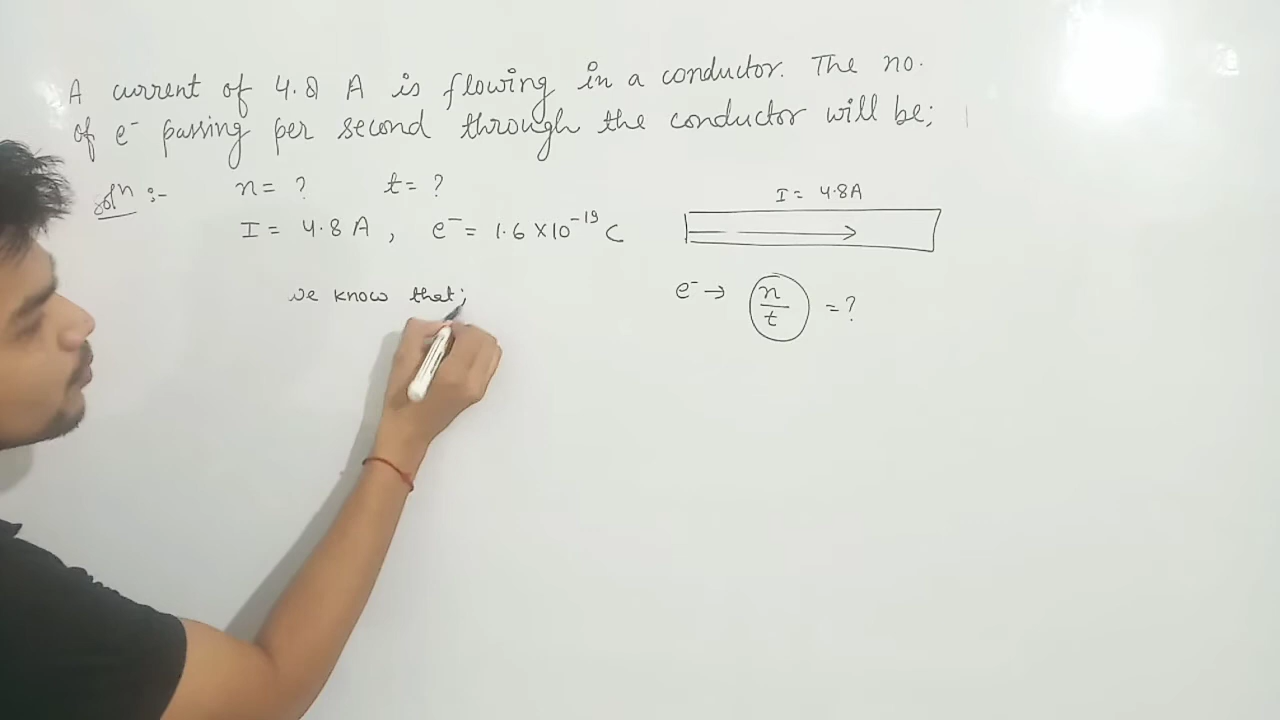 A current of 4.8 A is flowing in a conductor. The no.
of e⁻ passing per second through the conductor will be;
solⁿ :- n = ? t = ?
I = 4.8 A , e⁻ = 1.6 × 10⁻¹⁹ C
we know that;
I = 4.8A
e⁻ → n/t = ?